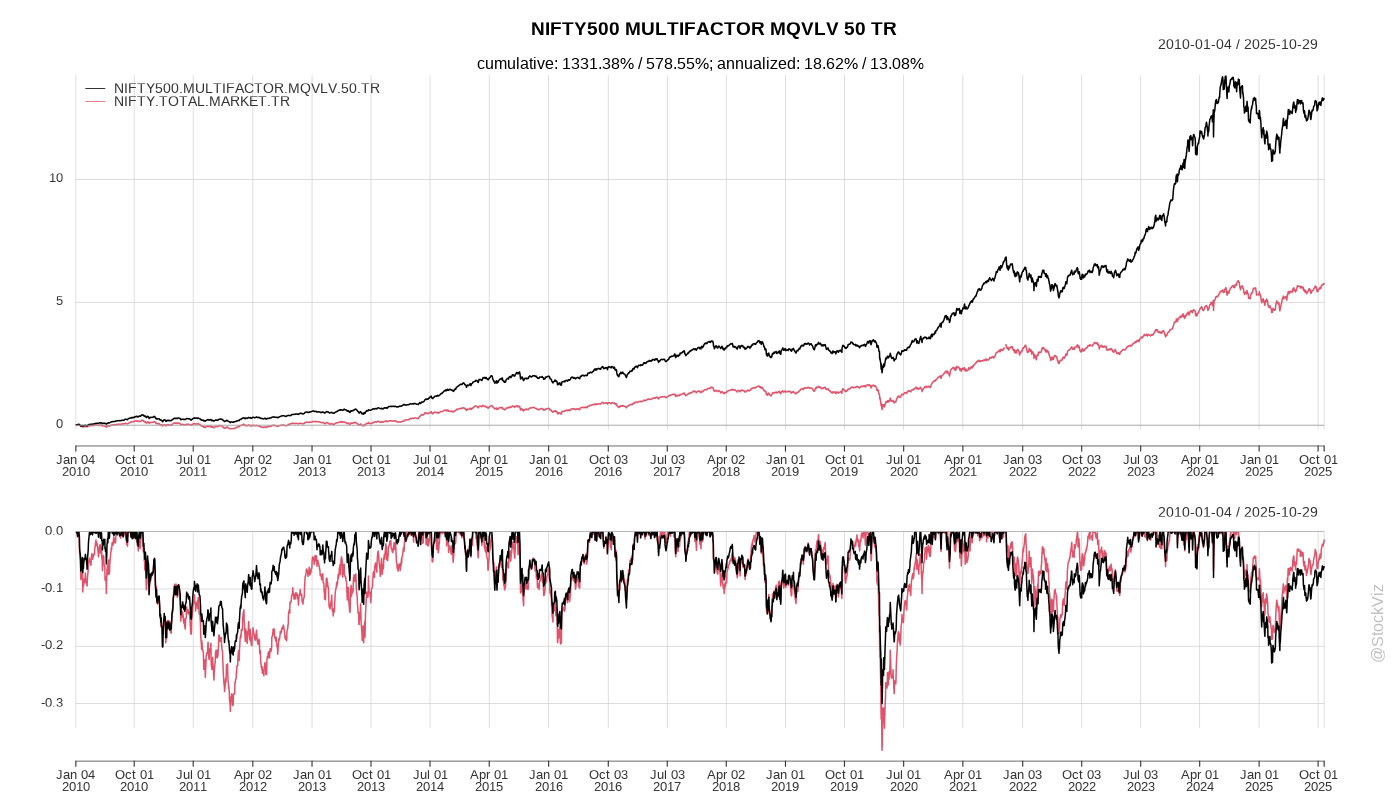 NIFTY500 MULTIFACTOR MQVLV 50 TR
2010-01-04 / 2025-10-29
cumulative: 1331.38% / 578.55%; annualized: 18.62% / 13.08%
NIFTY500.MULTIFACTOR.MQVLV.50.TR
NIFTY.TOTAL.MARKET.TR
10
5
0
Jan 04 Oct 01 Jul 01 Apr 02 Jan 01 Oct 01 Jul 01 Apr 01 Jan 01 Oct 03 Jul 03 Apr 02 Jan 01 Oct 01 Jul 01 Apr 01 Jan 03 Oct 03 Jul 03 Apr 01 Jan 01 Oct 01
2010 2010 2011 2012 2013 2013 2014 2015 2016 2016 2017 2018 2019 2019 2020 2021 2022 2022 2023 2024 2025 2025
2010-01-04 / 2025-10-29
0.0
-0.1
-0.2
-0.3
Jan 04 Oct 01 Jul 01 Apr 02 Jan 01 Oct 01 Jul 01 Apr 01 Jan 01 Oct 03 Jul 03 Apr 02 Jan 01 Oct 01 Jul 01 Apr 01 Jan 03 Oct 03 Jul 03 Apr 01 Jan 01 Oct 01
2010 2010 2011 2012 2013 2013 2014 2015 2016 2016 2017 2018 2019 2019 2020 2021 2022 2022 2023 2024 2025 2025
@StockViz